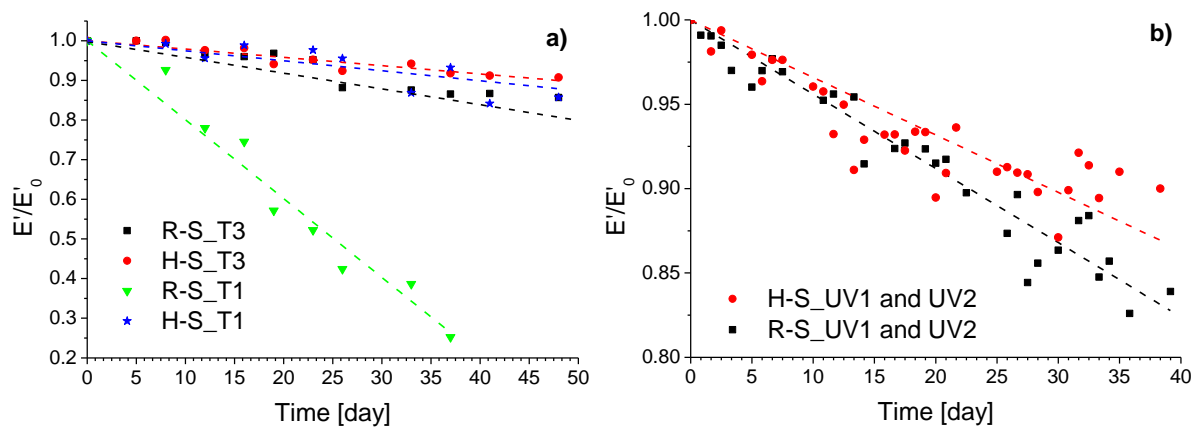 a)
1.0
0.9
0.8
0.7
0.6
0.5
0.4
0.3
0.2
E'/E'0
R-S_T3
H-S_T3
R-S_T1
H-S_T1
0 5 10 15 20 25 30 35 40 45 50
Time [day]
b)
1.00
0.95
0.90
0.85
0.80
E'/E'0
H-S_UV1 and UV2
R-S_UV1 and UV2
0 5 10 15 20 25 30 35 40
Time [day]